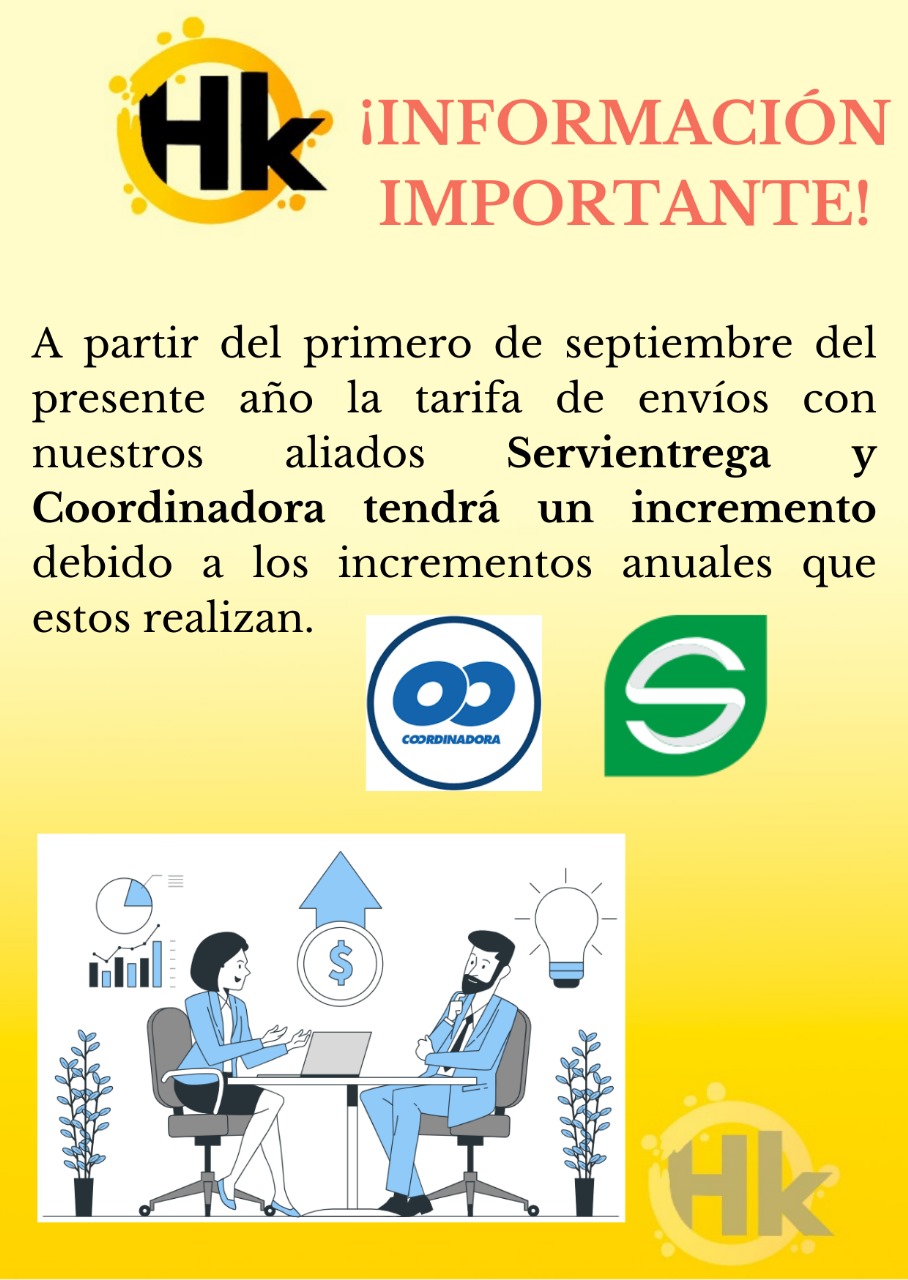 Hk
¡INFORMACIÓN
IMPORTANTE!
A partir del primero de septiembre del
presente año la tarifa de envíos con
nuestros aliados Servientrega y
Coordinadora tendrá un incremento
debido a los incrementos anuales que
estos realizan.
COORDINADORA
S
$
Hk